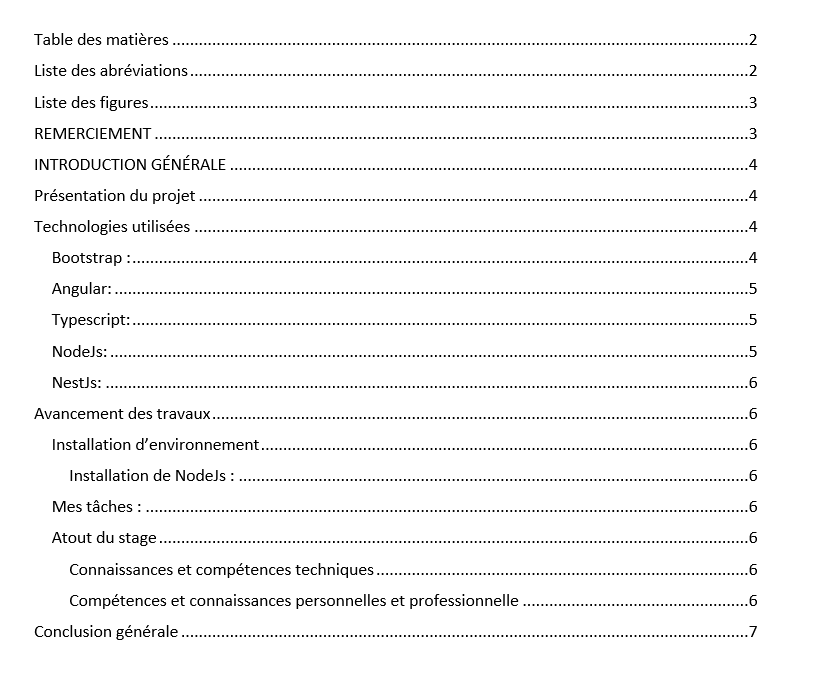 Table des matières ........ 2
Liste des abréviations ........ 2
Liste des figures ........ 3
REMERCIEMENT ........ 3
INTRODUCTION GÉNÉRALE ........ 4
Présentation du projet ........ 4
Technologies utilisées ........ 4
Bootstrap : ........ 4
Angular: ........ 5
Typescript: ........ 5
NodeJs: ........ 5
NestJs: ........ 6
Avancement des travaux ........ 6
Installation d’environnement ........ 6
Installation de NodeJs : ........ 6
Mes tâches : ........ 6
Atout du stage ........ 6
Connaissances et compétences techniques ........ 6
Compétences et connaissances personnelles et professionnelle ........ 6
Conclusion générale ........ 7